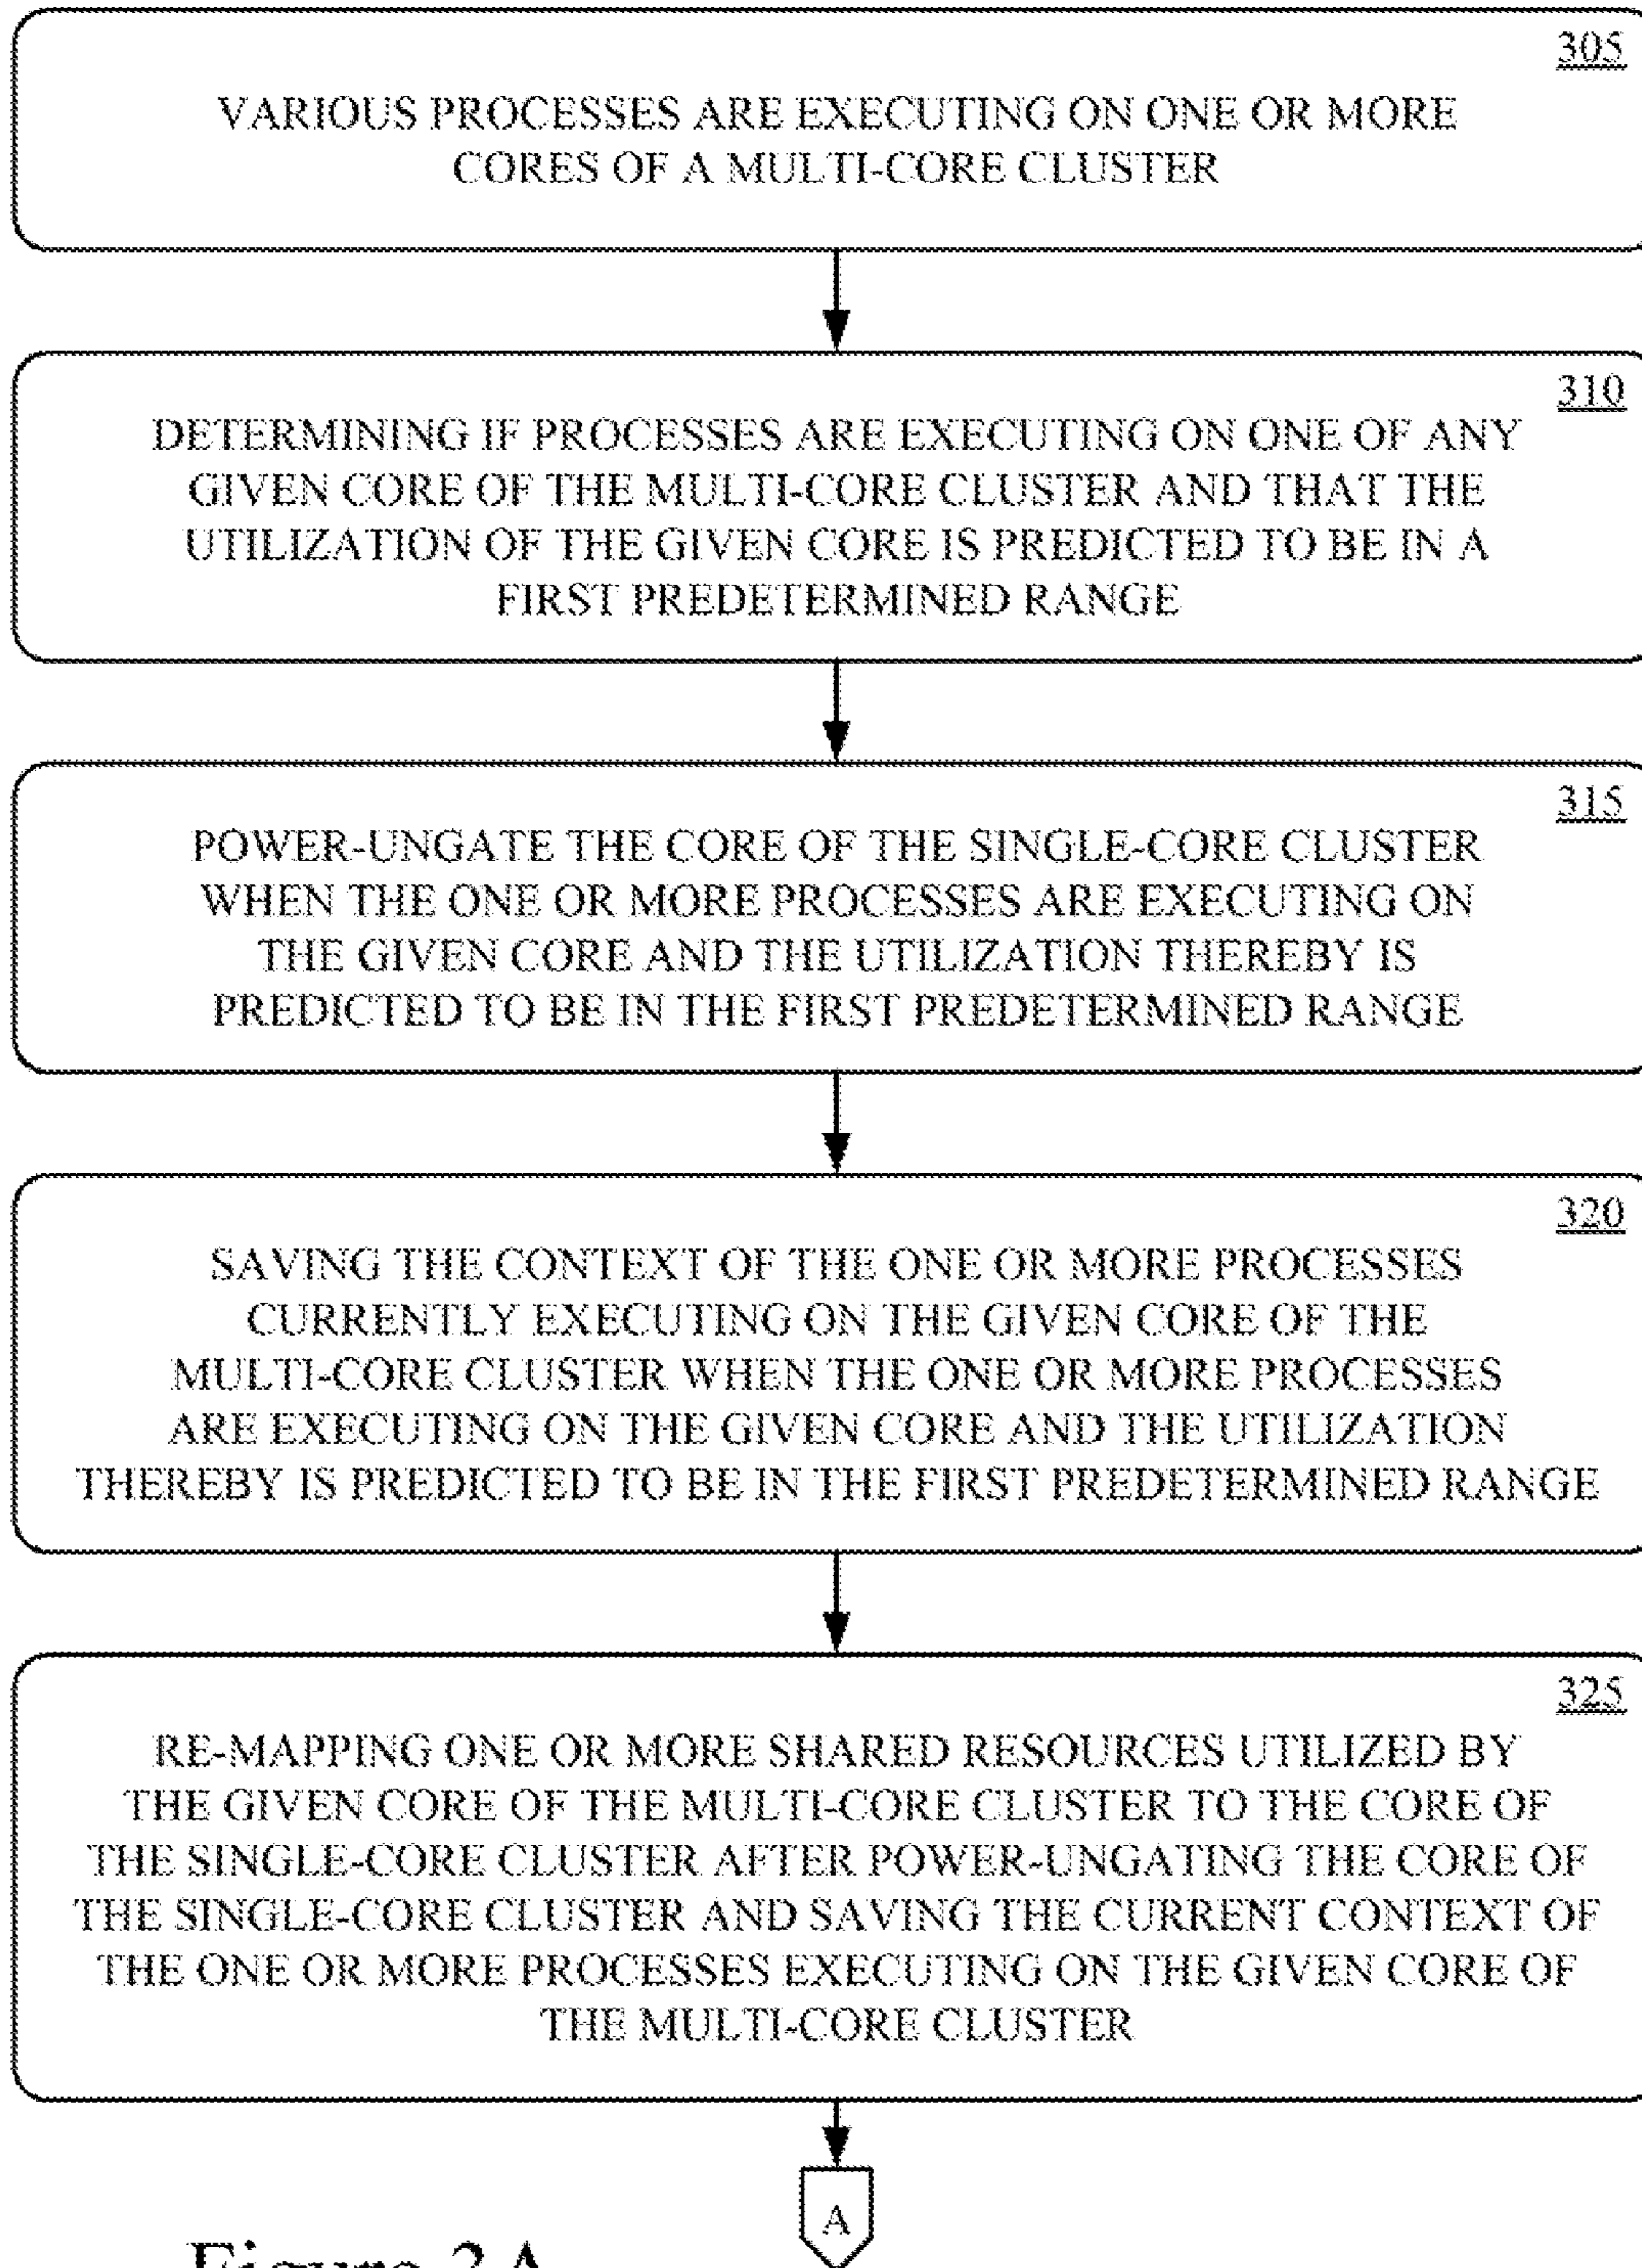 305
VARIOUS PROCESSES ARE EXECUTING ON ONE OR MORE
CORES OF A MULTI-CORE CLUSTER
310
DETERMINING IF PROCESSES ARE EXECUTING ON ONE OF ANY
GIVEN CORE OF THE MULTI-CORE CLUSTER AND THAT THE
UTILIZATION OF THE GIVEN CORE IS PREDICTED TO BE IN A
FIRST PREDETERMINED RANGE
315
POWER-UNGATE THE CORE OF THE SINGLE-CORE CLUSTER
WHEN THE ONE OR MORE PROCESSES ARE EXECUTING ON
THE GIVEN CORE AND THE UTILIZATION THEREBY IS
PREDICTED TO BE IN THE FIRST PREDETERMINED RANGE
320
SAVING THE CONTEXT OF THE ONE OR MORE PROCESSES
CURRENTLY EXECUTING ON THE GIVEN CORE OF THE
MULTI-CORE CLUSTER WHEN THE ONE OR MORE PROCESSES
ARE EXECUTING ON THE GIVEN CORE AND THE UTILIZATION
THEREBY IS PREDICTED TO BE IN THE FIRST PREDETERMINED RANGE
325
RE-MAPPING ONE OR MORE SHARED RESOURCES UTILIZED BY
THE GIVEN CORE OF THE MULTI-CORE CLUSTER TO THE CORE OF
THE SINGLE-CORE CLUSTER AFTER POWER-UNGATING THE CORE OF
THE SINGLE-CORE CLUSTER AND SAVING THE CURRENT CONTEXT OF
THE ONE OR MORE PROCESSES EXECUTING ON THE GIVEN CORE OF
THE MULTI-CORE CLUSTER
A
Figure 3A